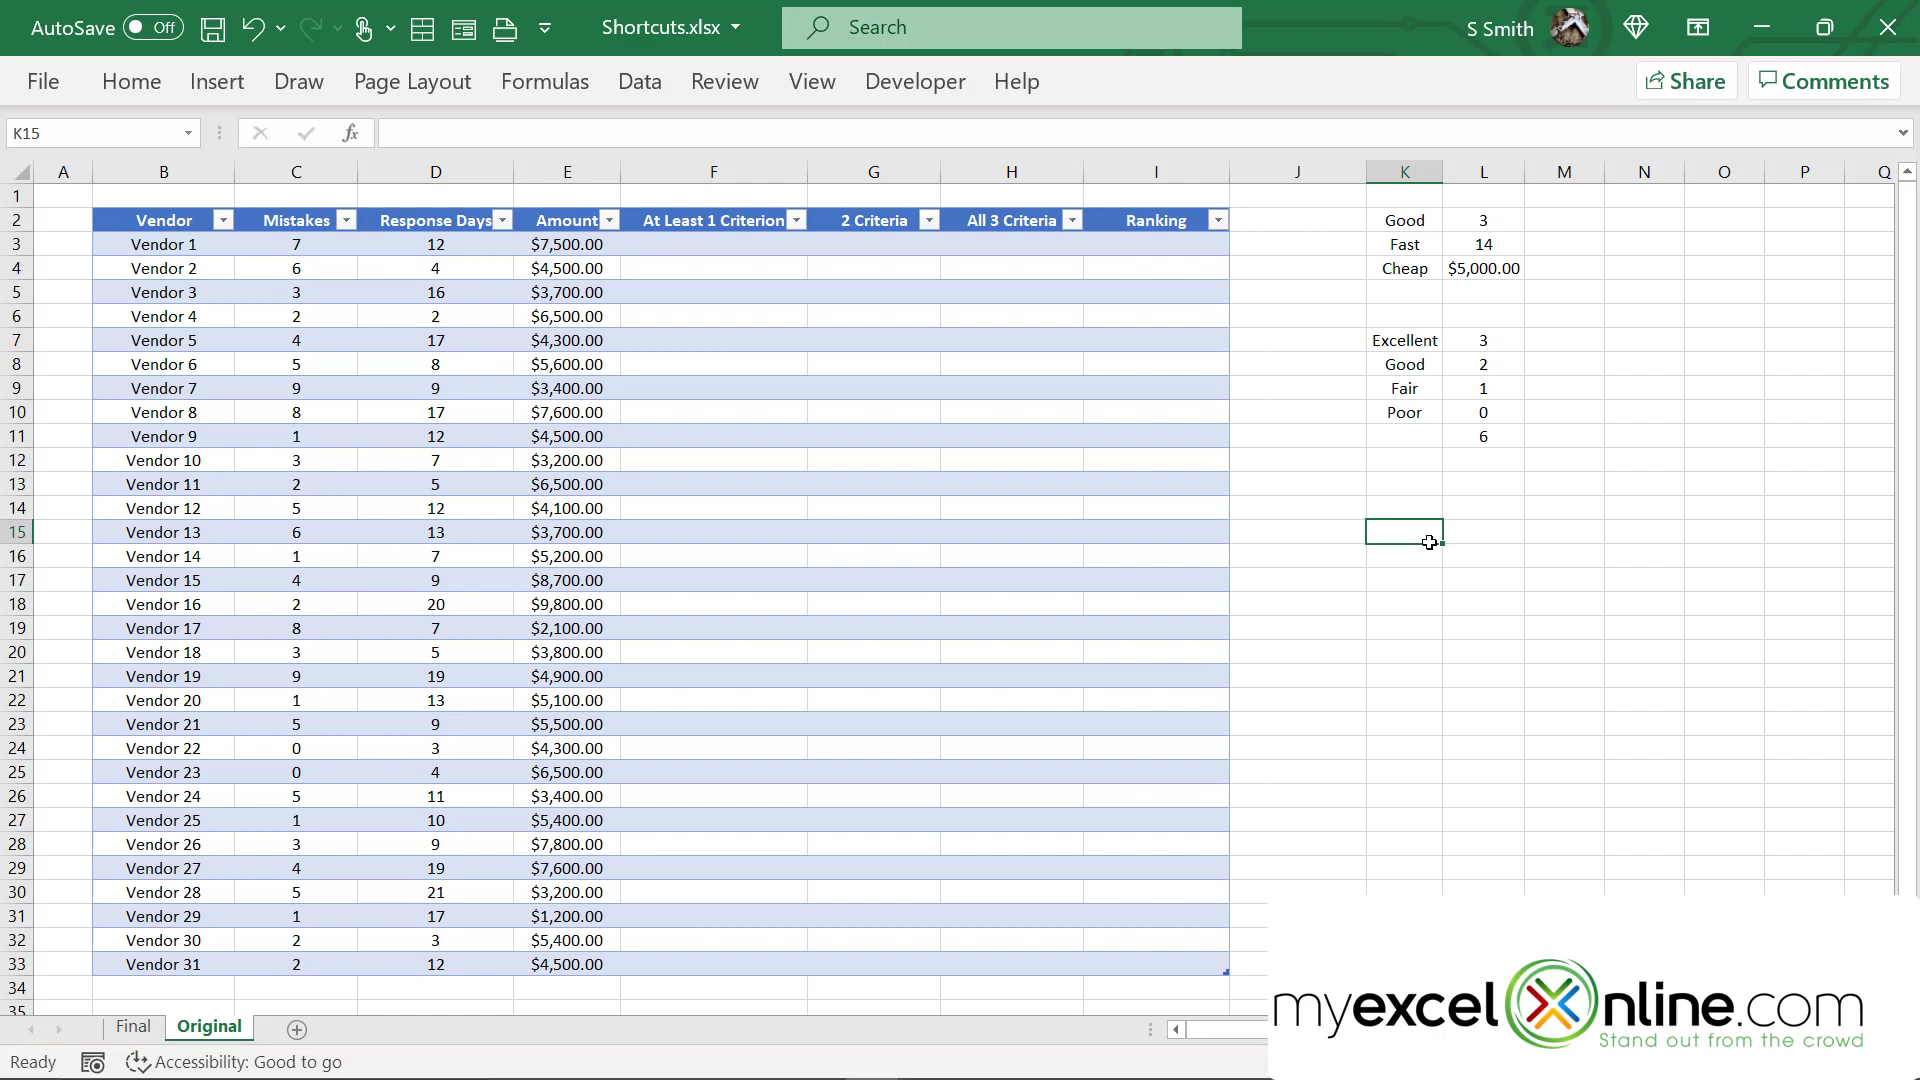 AutoSave Off Shortcuts.xlsx Search S Smith
File Home Insert Draw Page Layout Formulas Data Review View Developer Help Share Comments
K15 fx
A B C D E F G H I J K L M N O P Q
1
2 Vendor Mistakes Response Days Amount At Least 1 Criterion 2 Criteria All 3 Criteria Ranking Good 3
3 Vendor 1 7 12 $7,500.00 Fast 14
4 Vendor 2 6 4 $4,500.00 Cheap $5,000.00
5 Vendor 3 3 16 $3,700.00
6 Vendor 4 2 2 $6,500.00
7 Vendor 5 4 17 $4,300.00 Excellent 3
8 Vendor 6 5 8 $5,600.00 Good 2
9 Vendor 7 9 9 $3,400.00 Fair 1
10 Vendor 8 8 17 $7,600.00 Poor 0
11 Vendor 9 1 12 $4,500.00 6
12 Vendor 10 3 7 $3,200.00
13 Vendor 11 2 5 $6,500.00
14 Vendor 12 5 12 $4,100.00
15 Vendor 13 6 13 $3,700.00
16 Vendor 14 1 7 $5,200.00
17 Vendor 15 4 9 $8,700.00
18 Vendor 16 2 20 $9,800.00
19 Vendor 17 8 7 $2,100.00
20 Vendor 18 3 5 $3,800.00
21 Vendor 19 9 19 $4,900.00
22 Vendor 20 1 13 $5,100.00
23 Vendor 21 5 9 $5,500.00
24 Vendor 22 0 3 $4,300.00
25 Vendor 23 0 4 $6,500.00
26 Vendor 24 5 11 $3,400.00
27 Vendor 25 1 10 $5,400.00
28 Vendor 26 3 9 $7,800.00
29 Vendor 27 4 19 $7,600.00
30 Vendor 28 5 21 $3,200.00
31 Vendor 29 1 17 $1,200.00
32 Vendor 30 2 3 $5,400.00
33 Vendor 31 2 12 $4,500.00
34
35
Final Original
Ready Accessibility: Good to go
myexcelOnline.com
Stand out from the crowd